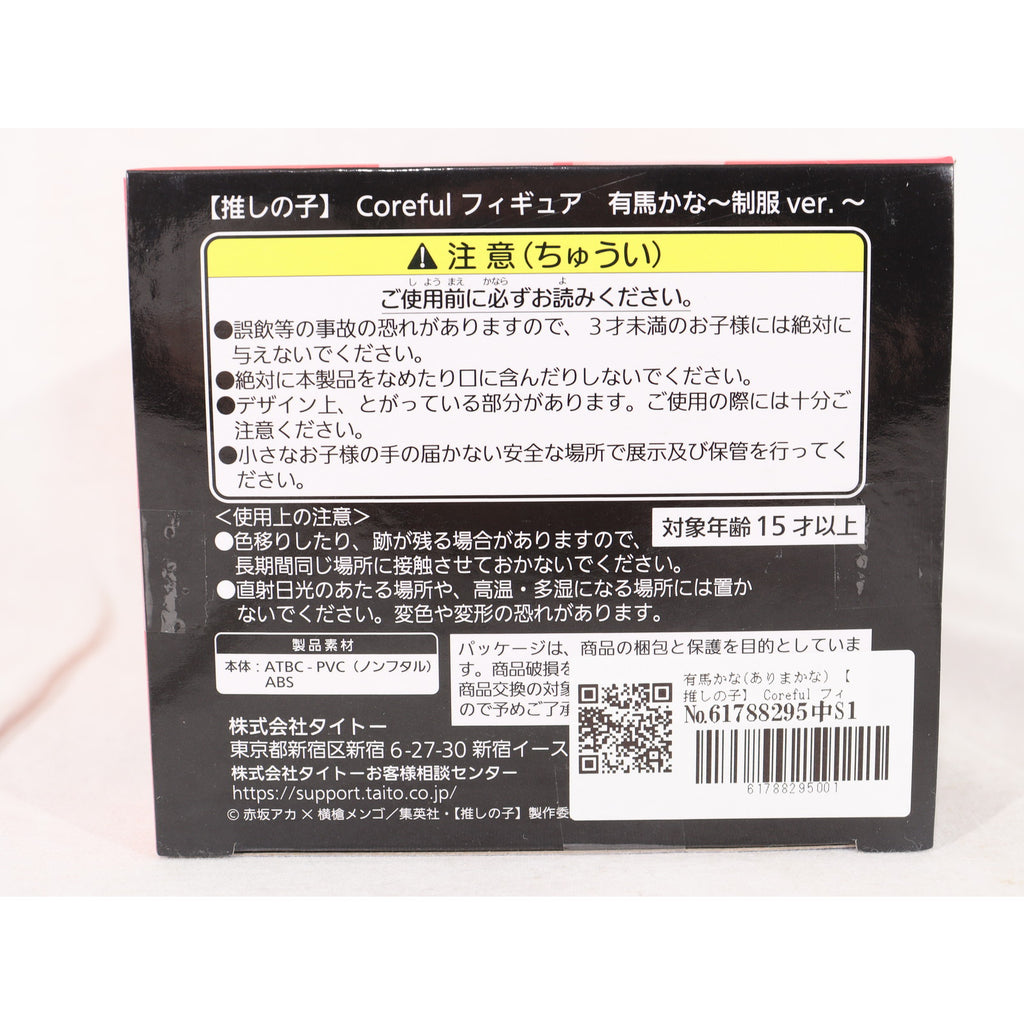 【推しの子】 Coreful フィギュア 有馬かな〜制服 ver.〜
注意(ちゅうい)
し よう まえ かなら よ
ご使用前に必ずお読みください。
●誤飲等の事故の恐れがありますので、３才未満のお子様には絶対に
与えないでください。
●絶対に本製品をなめたり口に含んだりしないでください。
●デザイン上、とがっている部分があります。ご使用の際には十分ご
注意ください。
●小さなお子様の手の届かない安全な場所で展示及び保管を行ってく
ださい。
＜使用上の注意＞
●色移りしたり、跡が残る場合がありますので、
長期間同じ場所に接触させておかないでください。
対象年齢 15 才以上
●直射日光のあたる場所や、高温・多湿になる場所には置か
ないでください。変色や変形の恐れがあります。
製品素材
本体 : ATBC - PVC (ノンフタル)
ABS
パッケージは、商品の梱包と保護を目的としていま
す。商品破損を
商品交換の対象
ので予めご了承
株式会社タイトー
東京都新宿区新宿 6-27-30 新宿イース
株式会社タイトーお客様相談センター
https://support.taito.co.jp/
© 赤坂アカ × 横槍メンゴ／集英社・【推しの子】製作委
有馬かな(ありまかな) 【
推しの子】 Coreful フィ
No.61788295中S1
61788295001